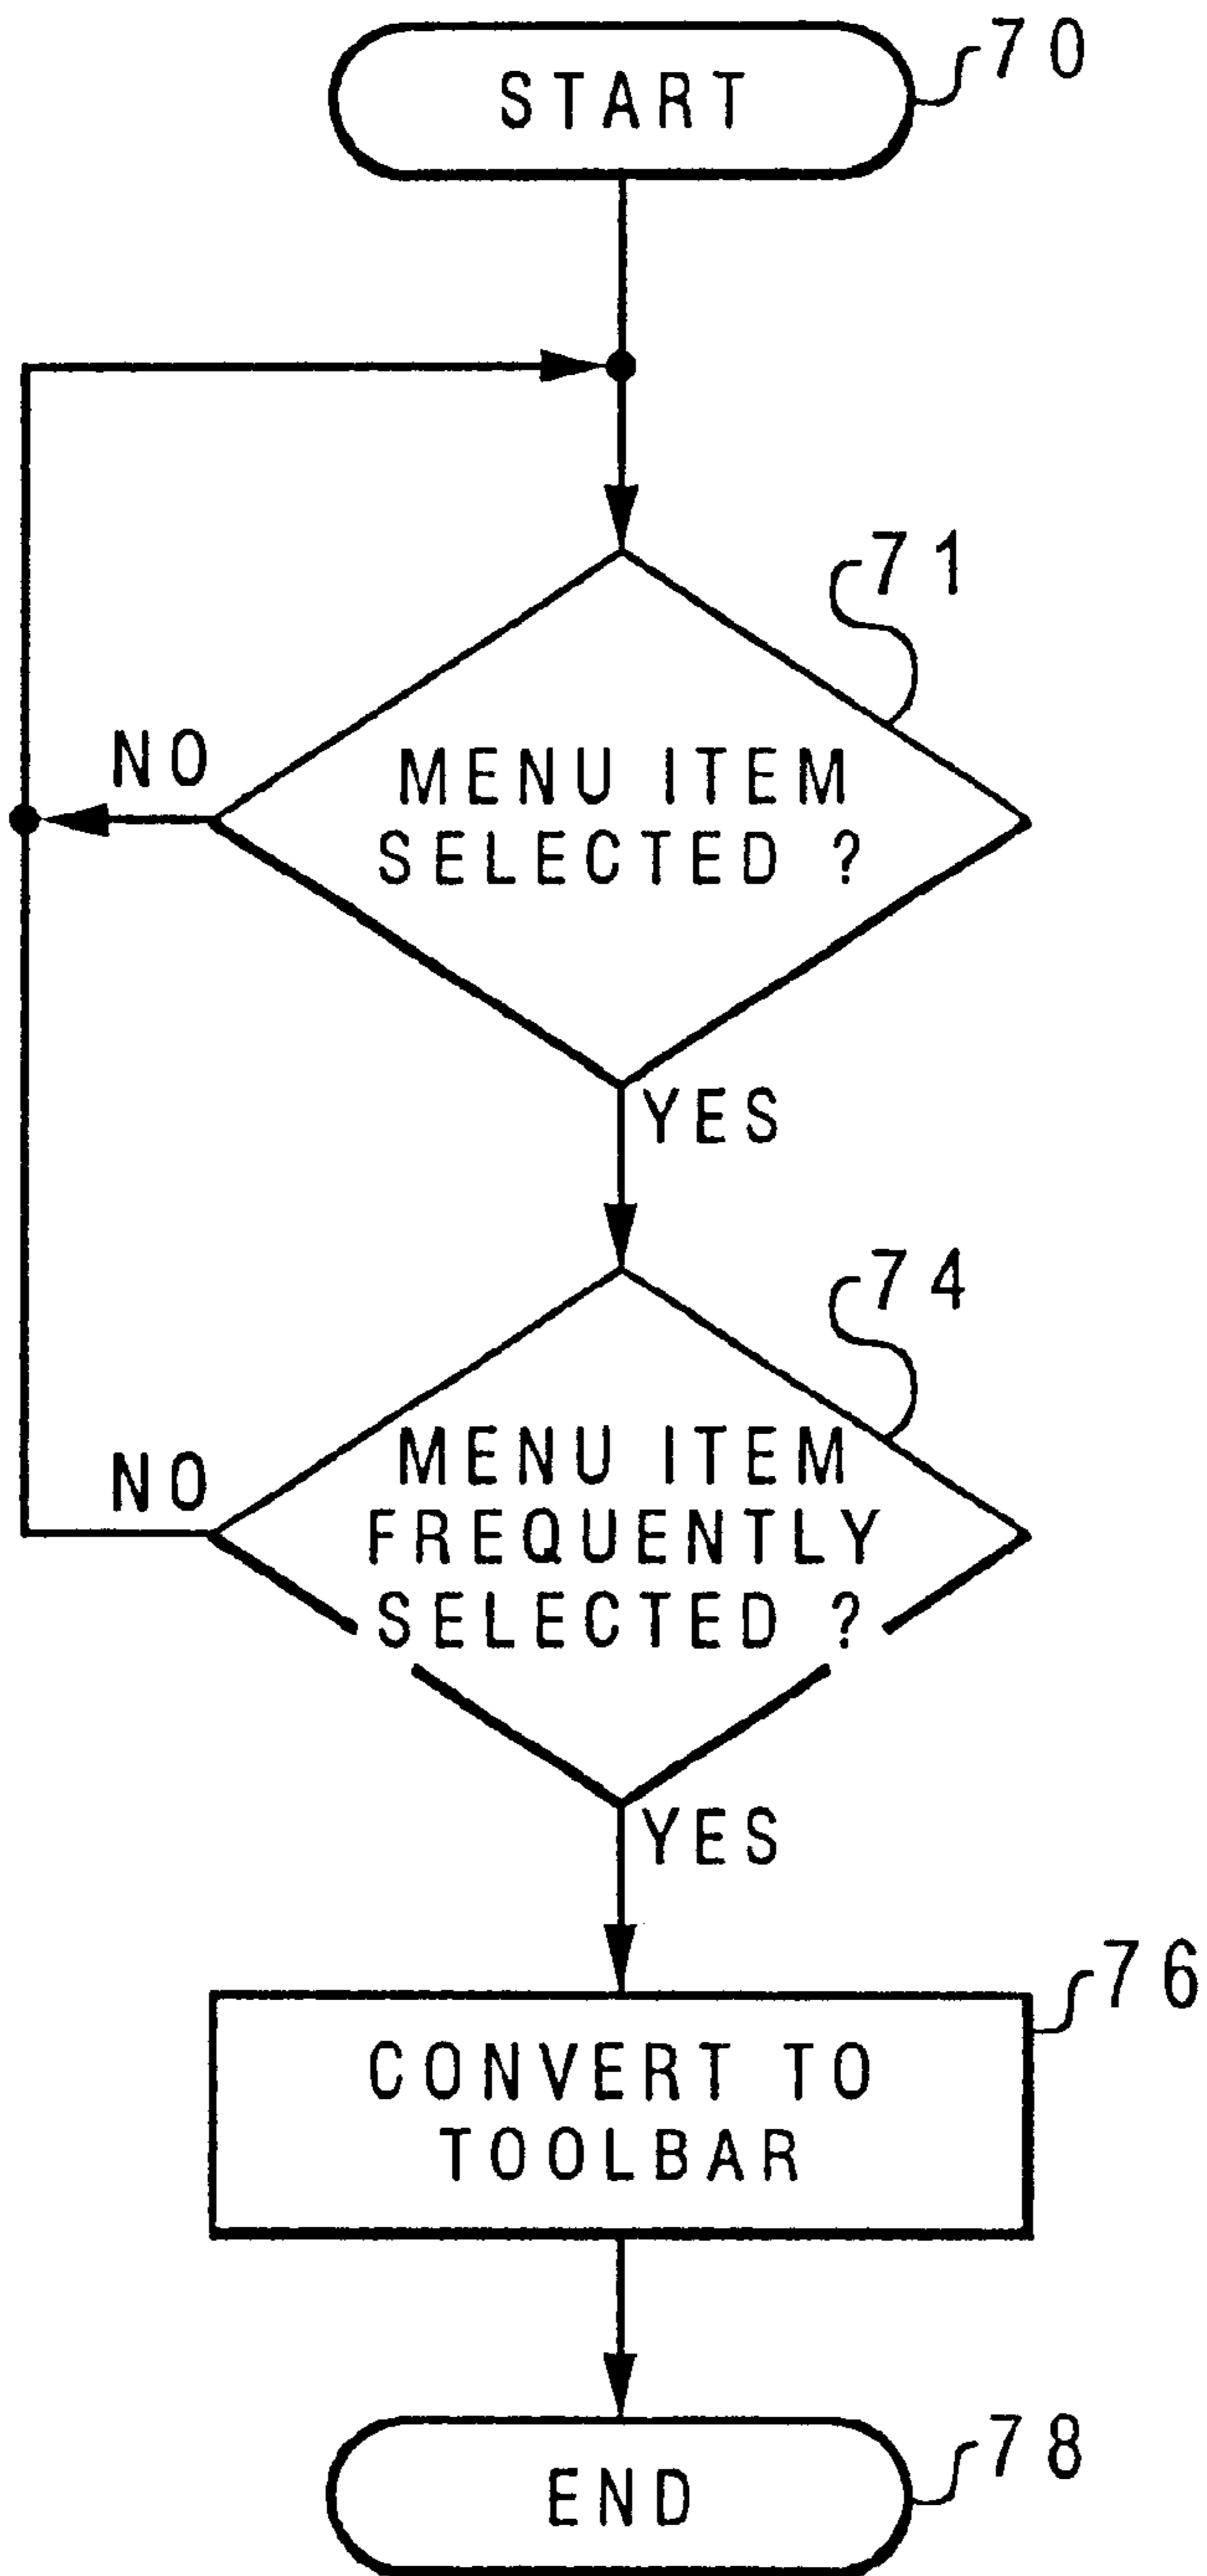 START
70
71
NO
MENU ITEM
SELECTED ?
YES
74
NO
MENU ITEM
FREQUENTLY
SELECTED ?
YES
76
CONVERT TO
TOOLBAR
78
END